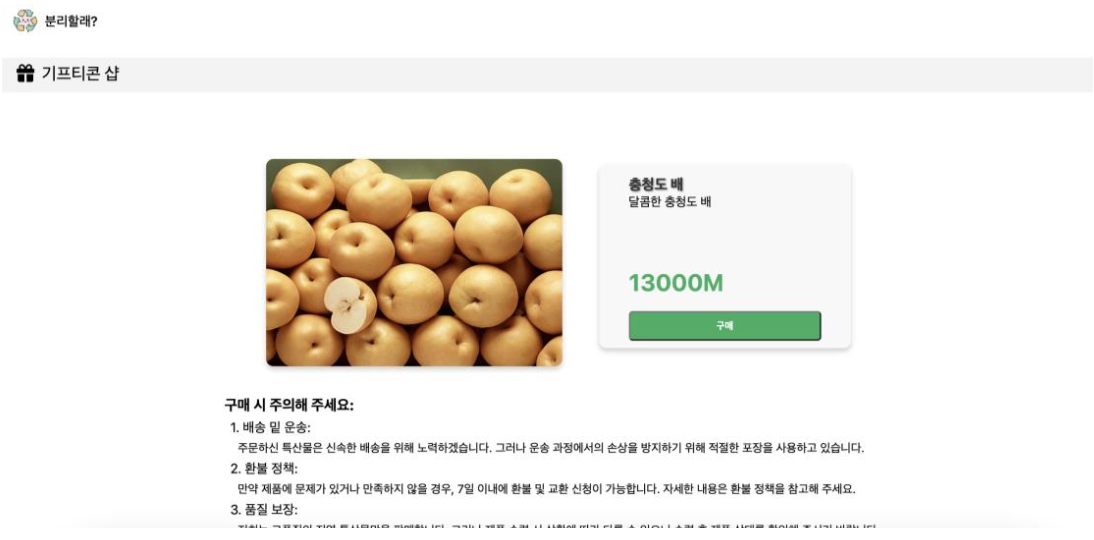 분리할래?
기프티콘 샵
충청도 배
달콤한 충청도 배
13000M
구매
구매 시 주의해 주세요:
1. 배송 밑 운송:
주문하신 특산물은 신속한 배송을 위해 노력하겠습니다. 그러나 운송 과정에서의 손상을 방지하기 위해 적절한 포장을 사용하고 있습니다.
2. 환불 정책:
만약 제품에 문제가 있거나 만족하지 않을 경우, 7일 이내에 환불 및 교환 신청이 가능합니다. 자세한 내용은 환불 정책을 참고해 주세요.
3. 품질 보장: